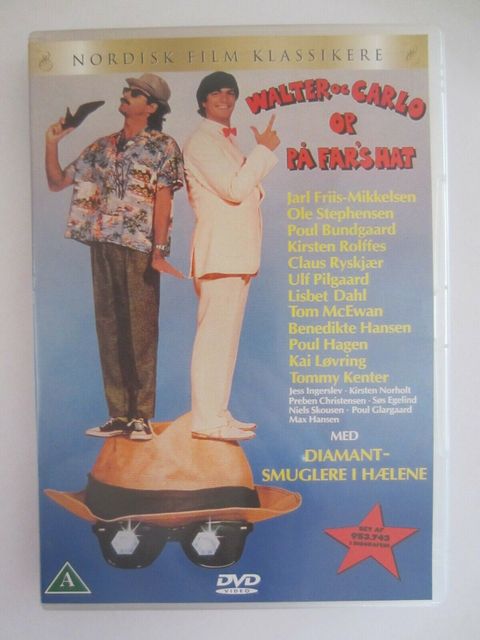 NORDISK FILM KLASSIKERE
WALTER OG CARLO
OP
PÅ FAR'S HAT
Jarl Friis-Mikkelsen
Ole Stephensen
Poul Bundgaard
Kirsten Rolffes
Claus Ryskjær
Ulf Pilgaard
Lisbet Dahl
Tom McEwan
Benedikte Hansen
Poul Hagen
Kai Løvring
Tommy Kenter
Jess Ingerslev · Kirsten Norholt
Preben Christensen · Søs Egelind
Niels Skousen · Poul Glargaard
Max Hansen
MED
DIAMANT-
SMUGLERE I HÆLENE
SET AF
953.743
I BIOGRAFEN!
A
DVD
VIDEO